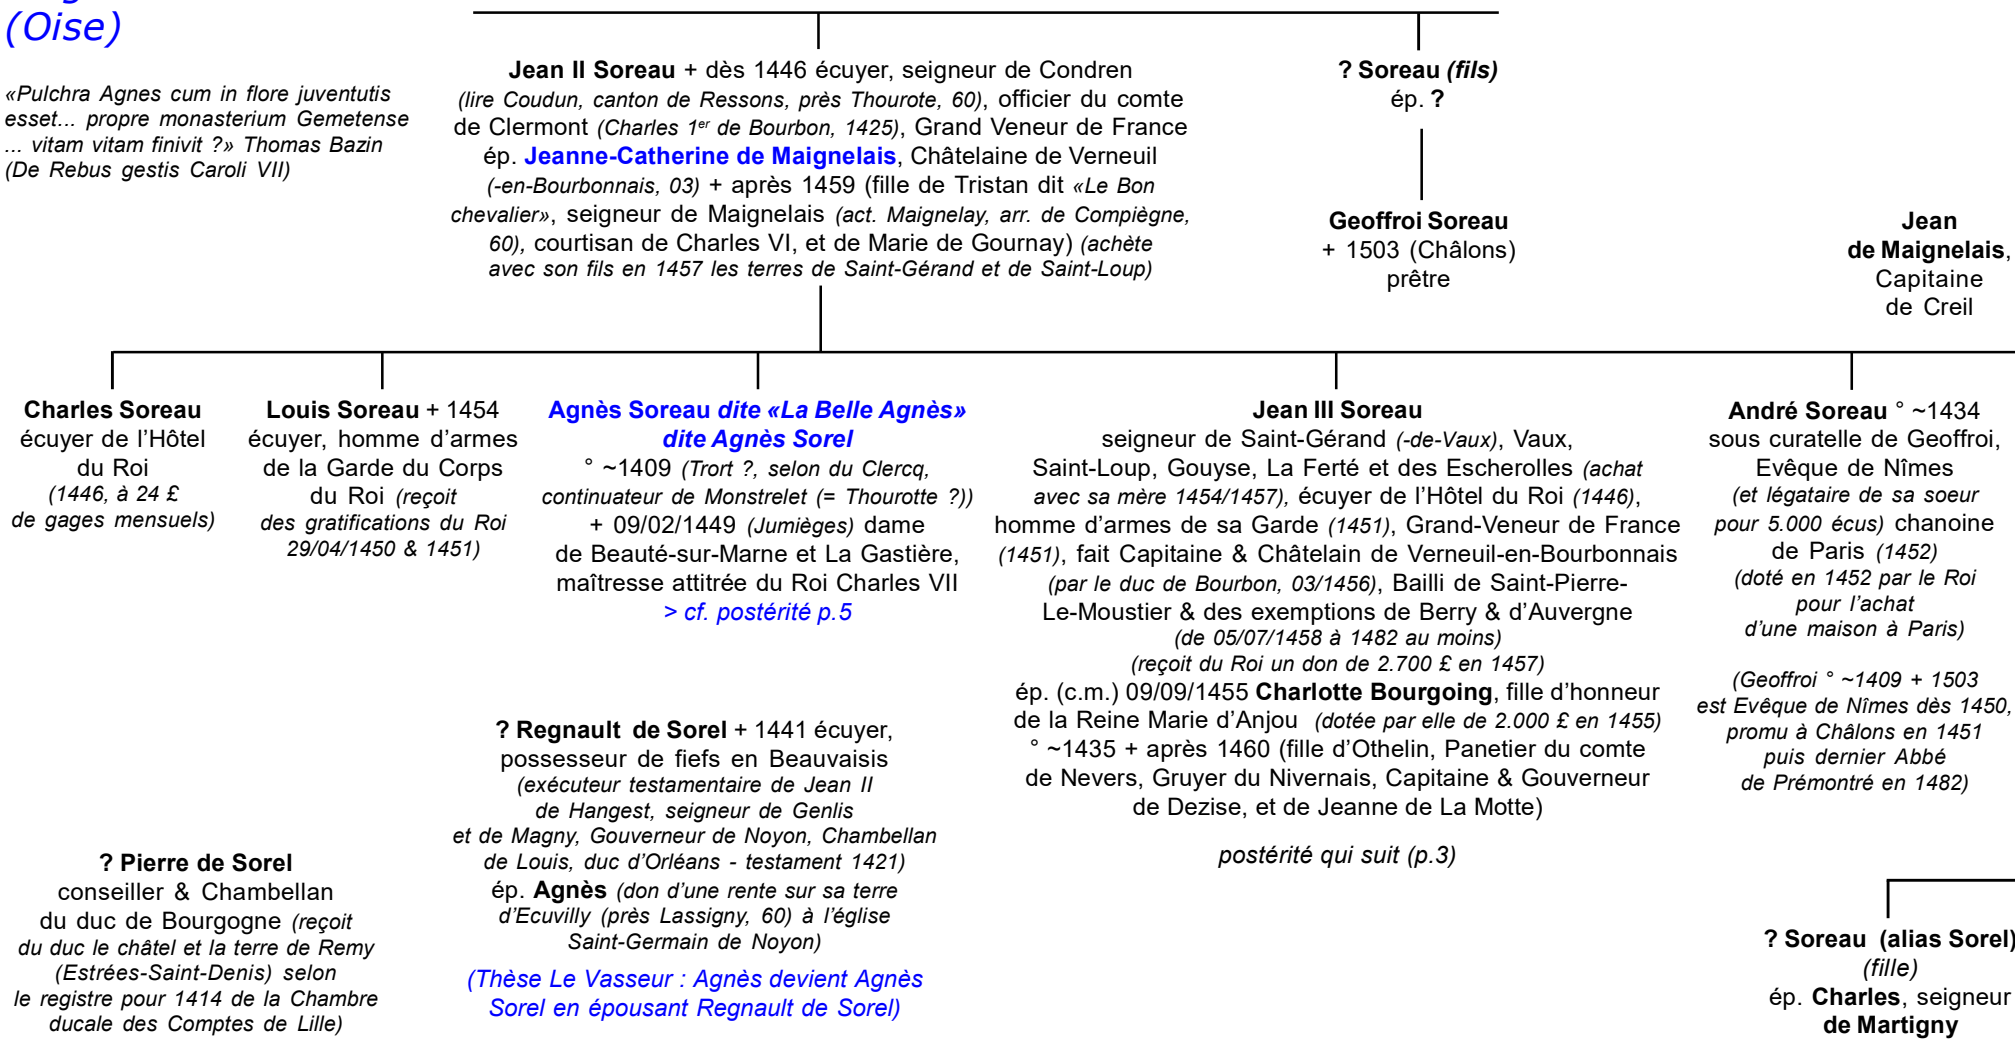 (Oise)
«Pulchra Agnes cum in flore juventutis
esset... propre monasterium Gemetense
... vitam vitam finivit ?» Thomas Bazin
(De Rebus gestis Caroli VII)
Jean II Soreau + dès 1446 écuyer, seigneur de Condren
(lire Coudun, canton de Ressons, près Thourote, 60), officier du comte
de Clermont (Charles 1er de Bourbon, 1425), Grand Veneur de France
ép. Jeanne-Catherine de Maignelais, Châtelaine de Verneuil
(-en-Bourbonnais, 03) + après 1459 (fille de Tristan dit «Le Bon
chevalier», seigneur de Maignelais (act. Maignelay, arr. de Compiègne,
60), courtisan de Charles VI, et de Marie de Gournay) (achète
avec son fils en 1457 les terres de Saint-Gérand et de Saint-Loup)
? Soreau (fils)
ép. ?
Geoffroi Soreau
+ 1503 (Châlons)
prêtre
Jean
de Maignelais,
Capitaine
de Creil
Charles Soreau
écuyer de l'Hôtel
du Roi
(1446, à 24 £
de gages mensuels)
Louis Soreau + 1454
écuyer, homme d'armes
de la Garde du Corps
du Roi (reçoit
des gratifications du Roi
29/04/1450 & 1451)
Agnès Soreau dite «La Belle Agnès»
dite Agnès Sorel
° ~1409 (Trort ?, selon du Clercq,
continuateur de Monstrelet (= Thourotte ?))
+ 09/02/1449 (Jumièges) dame
de Beauté-sur-Marne et La Gastière,
maîtresse attitrée du Roi Charles VII
> cf. postérité p.5
Jean III Soreau
seigneur de Saint-Gérand (-de-Vaux), Vaux,
Saint-Loup, Gouyse, La Ferté et des Escherolles (achat
avec sa mère 1454/1457), écuyer de l'Hôtel du Roi (1446),
homme d'armes de sa Garde (1451), Grand-Veneur de France
(1451), fait Capitaine & Châtelain de Verneuil-en-Bourbonnais
(par le duc de Bourbon, 03/1456), Bailli de Saint-Pierre-
Le-Moustier & des exemptions de Berry & d'Auvergne
(de 05/07/1458 à 1482 au moins)
(reçoit du Roi un don de 2.700 £ en 1457)
ép. (c.m.) 09/09/1455 Charlotte Bourgoing, fille d'honneur
de la Reine Marie d'Anjou (dotée par elle de 2.000 £ en 1455)
° ~1435 + après 1460 (fille d'Othelin, Panetier du comte
de Nevers, Gruyer du Nivernais, Capitaine & Gouverneur
de Dezise, et de Jeanne de La Motte)
postérité qui suit (p.3)
André Soreau ° ~1434
sous curatelle de Geoffroi,
Evêque de Nîmes
(et légataire de sa soeur
pour 5.000 écus) chanoine
de Paris (1452)
(doté en 1452 par le Roi
pour l'achat
d'une maison à Paris)
(Geoffroi ° ~1409 + 1503
est Evêque de Nîmes dès 1450,
promu à Châlons en 1451
puis dernier Abbé
de Prémontré en 1482)
? Regnault de Sorel + 1441 écuyer,
possesseur de fiefs en Beauvaisis
(exécuteur testamentaire de Jean II
de Hangest, seigneur de Genlis
et de Magny, Gouverneur de Noyon, Chambellan
de Louis, duc d'Orléans - testament 1421)
ép. Agnès (don d'une rente sur sa terre
d'Ecuvilly (près Lassigny, 60) à l'église
Saint-Germain de Noyon)
(Thèse Le Vasseur : Agnès devient Agnès
Sorel en épousant Regnault de Sorel)
? Pierre de Sorel
conseiller & Chambellan
du duc de Bourgogne (reçoit
du duc le châtel et la terre de Remy
(Estrées-Saint-Denis) selon
le registre pour 1414 de la Chambre
ducale des Comptes de Lille)
? Soreau (alias Sorel)
(fille)
ép. Charles, seigneur
de Martigny